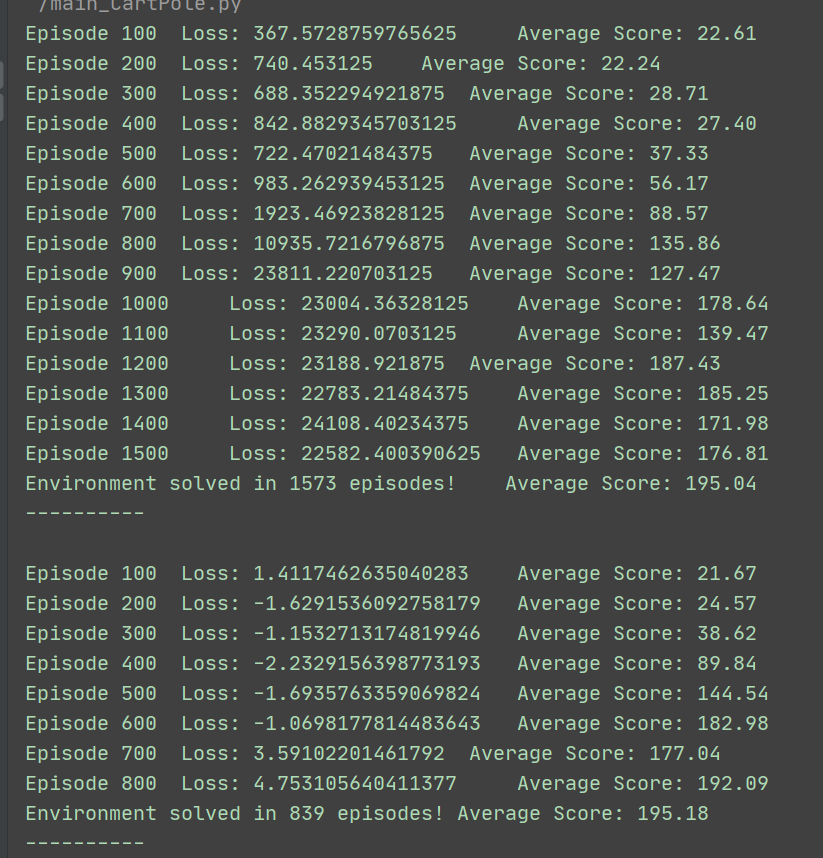 /main_CartPole.py
Episode 100 Loss: 367.5728759765625 Average Score: 22.61
Episode 200 Loss: 740.453125 Average Score: 22.24
Episode 300 Loss: 688.352294921875 Average Score: 28.71
Episode 400 Loss: 842.8829345703125 Average Score: 27.40
Episode 500 Loss: 722.47021484375 Average Score: 37.33
Episode 600 Loss: 983.262939453125 Average Score: 56.17
Episode 700 Loss: 1923.46923828125 Average Score: 88.57
Episode 800 Loss: 10935.7216796875 Average Score: 135.86
Episode 900 Loss: 23811.220703125 Average Score: 127.47
Episode 1000 Loss: 23004.36328125 Average Score: 178.64
Episode 1100 Loss: 23290.0703125 Average Score: 139.47
Episode 1200 Loss: 23188.921875 Average Score: 187.43
Episode 1300 Loss: 22783.21484375 Average Score: 185.25
Episode 1400 Loss: 24108.40234375 Average Score: 171.98
Episode 1500 Loss: 22582.400390625 Average Score: 176.81
Environment solved in 1573 episodes! Average Score: 195.04
----------
Episode 100 Loss: 1.4117462635040283 Average Score: 21.67
Episode 200 Loss: -1.6291536092758179 Average Score: 24.57
Episode 300 Loss: -1.1532713174819946 Average Score: 38.62
Episode 400 Loss: -2.2329156398773193 Average Score: 89.84
Episode 500 Loss: -1.6935763359069824 Average Score: 144.54
Episode 600 Loss: -1.0698177814483643 Average Score: 182.98
Episode 700 Loss: 3.59102201461792 Average Score: 177.04
Episode 800 Loss: 4.753105640411377 Average Score: 192.09
Environment solved in 839 episodes! Average Score: 195.18
----------